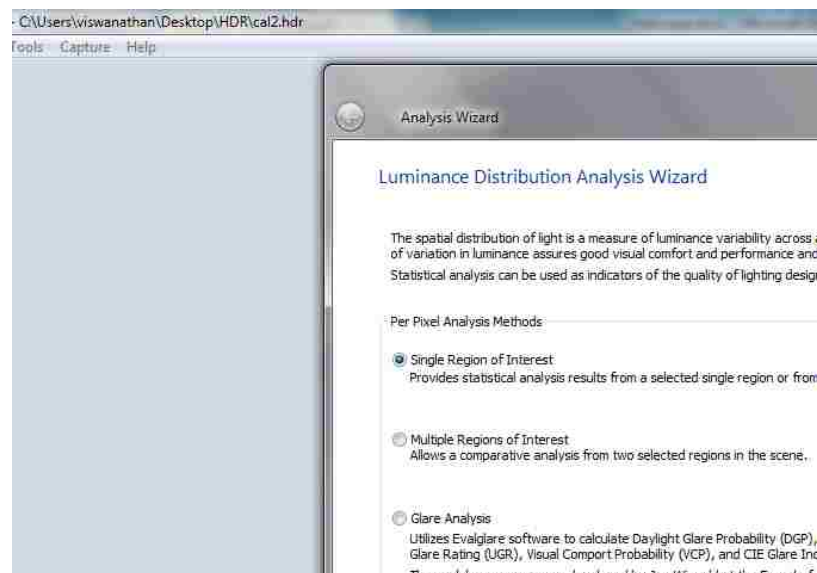 - C:\Users\viswanathan\Desktop\HDR\cal2.hdr
Tools Capture Help
Analysis Wizard
Luminance Distribution Analysis Wizard
The spatial distribution of light is a measure of luminance variability across
of variation in luminance assures good visual comfort and performance and
Statistical analysis can be used as indicators of the quality of lighting desig
Per Pixel Analysis Methods
Single Region of Interest
Provides statistical analysis results from a selected single region or from
Multiple Regions of Interest
Allows a comparative analysis from two selected regions in the scene.
Glare Analysis
Utilizes Evalglare software to calculate Daylight Glare Probability (DGP),
Glare Rating (UGR), Visual Comport Probability (VCP), and CIE Glare Ind